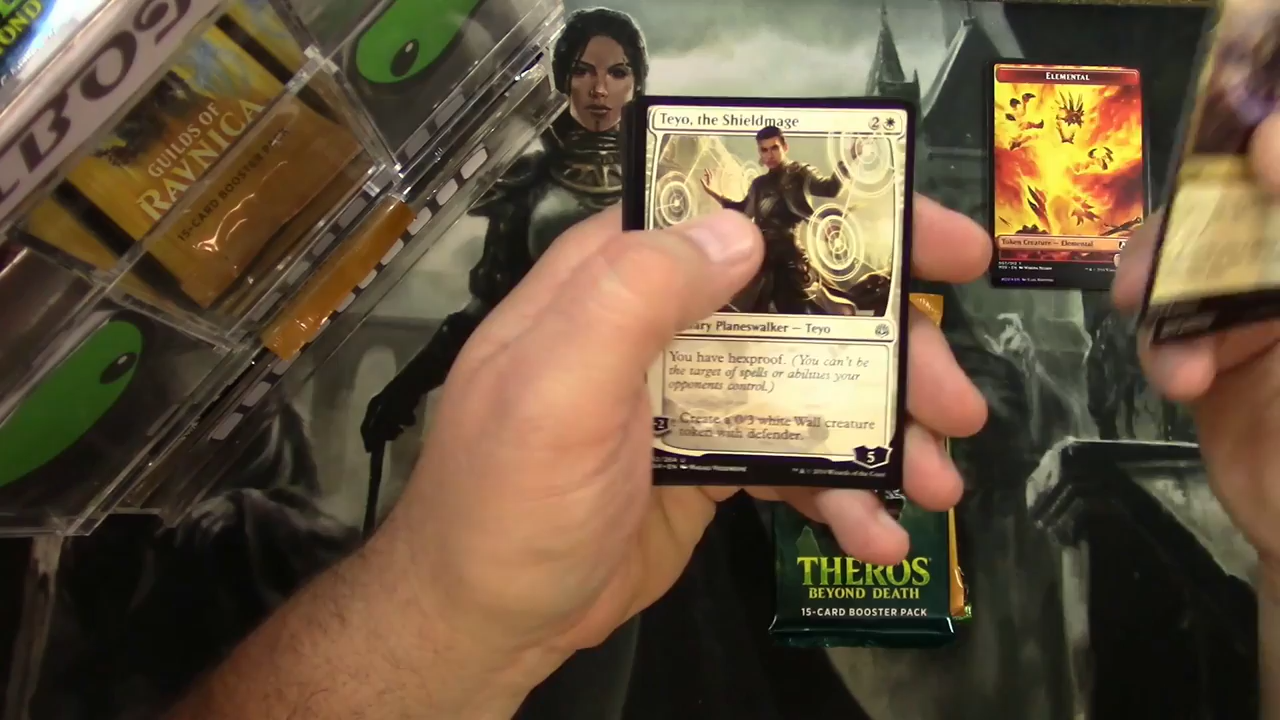 BO9
GUILDS OF
RAVNICA
15-CARD BOOSTER PACK
Teyo, the Shieldmage
2
ary Planeswalker — Teyo
You have hexproof. (You can't be
the target of spells or abilities your
opponents control.)
-2
Create a 0/3 white Wall creature
token with defender.
5
ELEMENTAL
Token Creature — Elemental
THEROS
BEYOND DEATH
15-CARD BOOSTER PACK